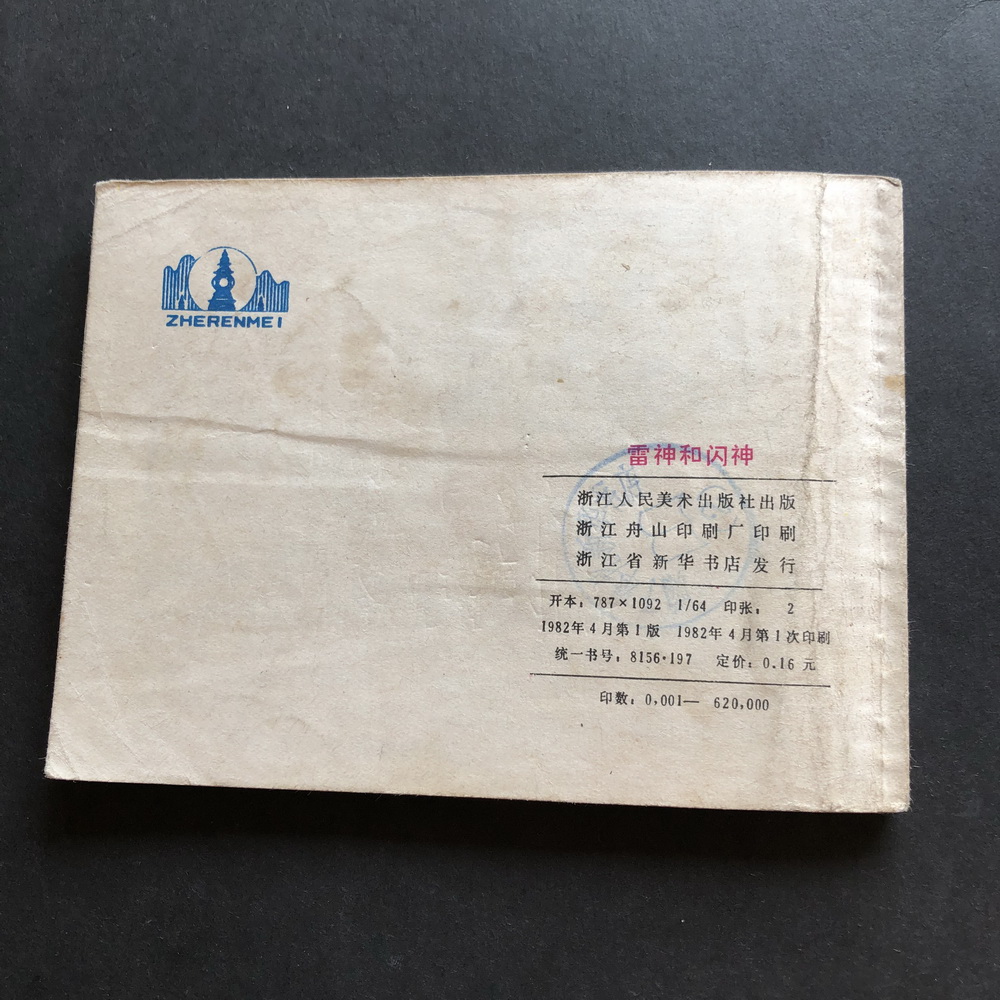 ZHERENMEI
雷神和闪神
浙江人民美术出版社出版
浙江舟山印刷厂印刷
浙江省新华书店发行
开本：787×1092 1/64 印张： 2
1982年4月第1版 1982年4月第1次印刷
统一书号：8156·197 定价：0.16 元
印数：0,001— 620,000